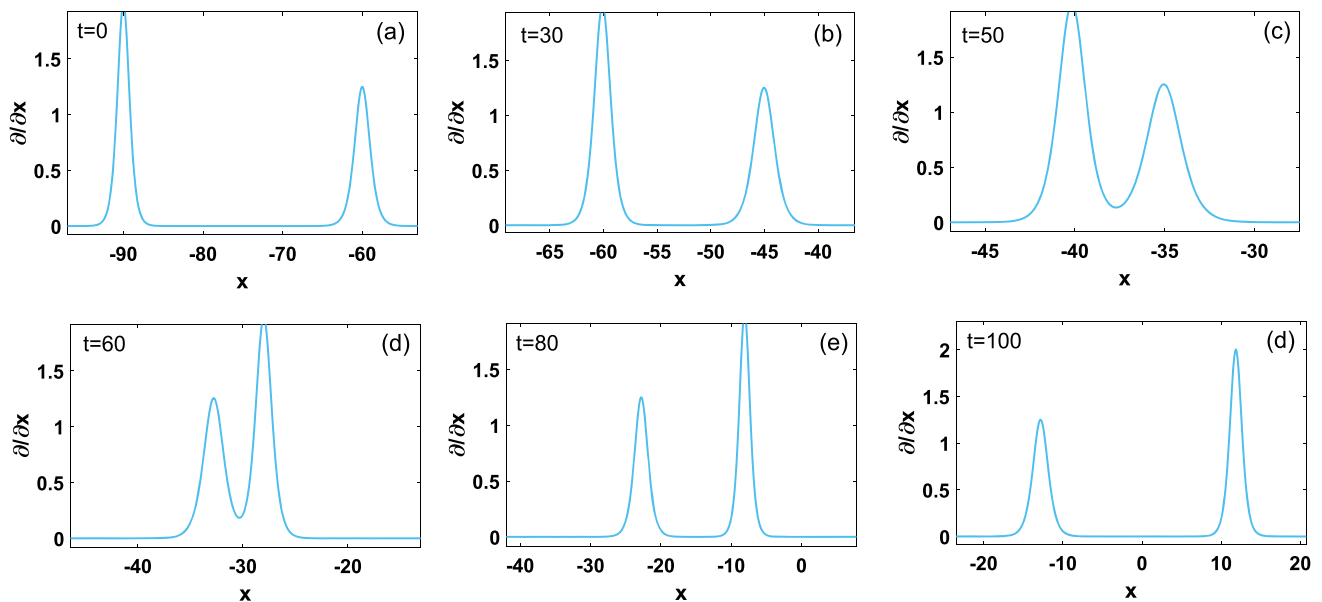 t=0 (a)
1.5
1
0.5
0
∂/∂x
-90 -80 -70 -60
x
t=30 (b)
1.5
1
0.5
0
∂/∂x
-65 -60 -55 -50 -45 -40
x
t=50 (c)
1.5
1
0.5
0
∂/∂x
-45 -40 -35 -30
x
t=60 (d)
1.5
1
0.5
0
∂/∂x
-40 -30 -20
x
t=80 (e)
1.5
1
0.5
0
∂/∂x
-40 -30 -20 -10 0
x
t=100 (d)
2
1.5
1
0.5
0
∂/∂x
-20 -10 0 10 20
x